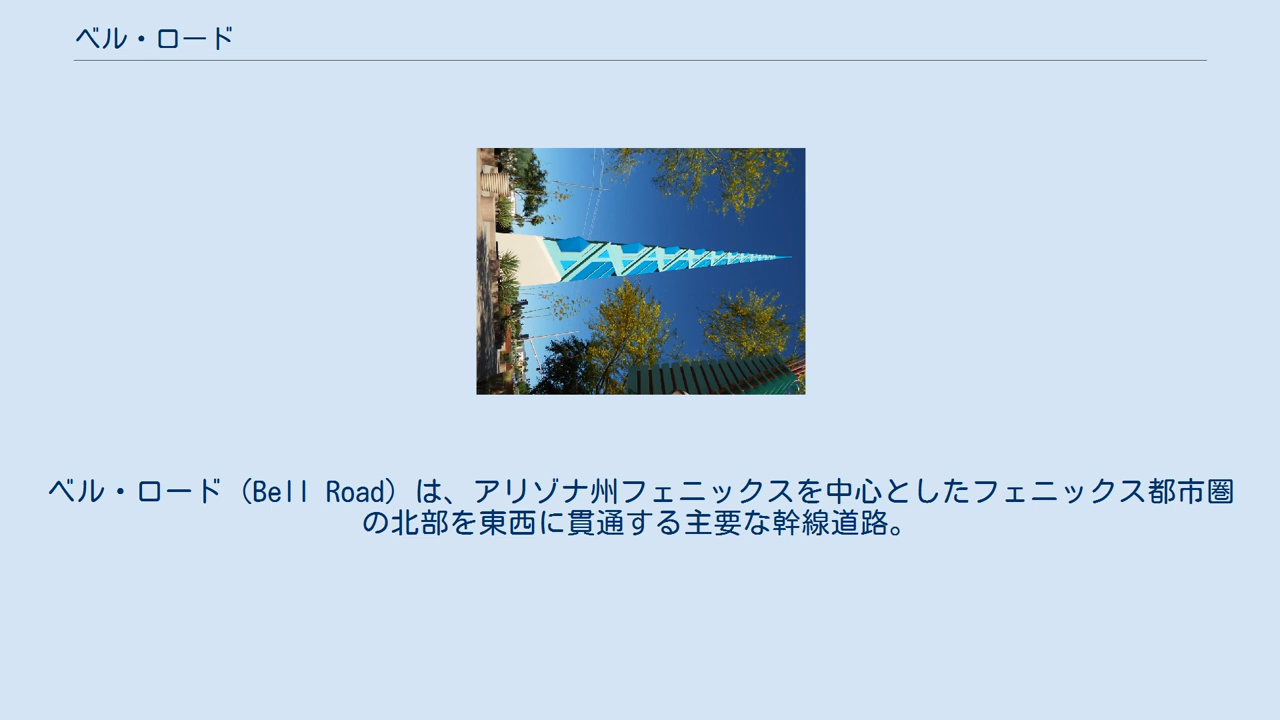 ベル・ロード
ベル・ロード（Bell Road）は、アリゾナ州フェニックスを中心としたフェニックス都市圏
の北部を東西に貫通する主要な幹線道路。